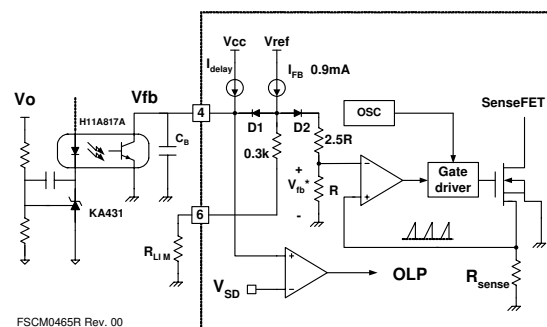 Vcc Vref
I_delay I_FB 0.9mA
Vo Vfb SenseFET
H11A817A 4 D1 D2 OSC
C_B 2.5R
0.3k
+
V_fb* R Gate driver
-
KA431 6
R_LIM
+
V_SD OLP
R_sense
FSCM0465R Rev. 00